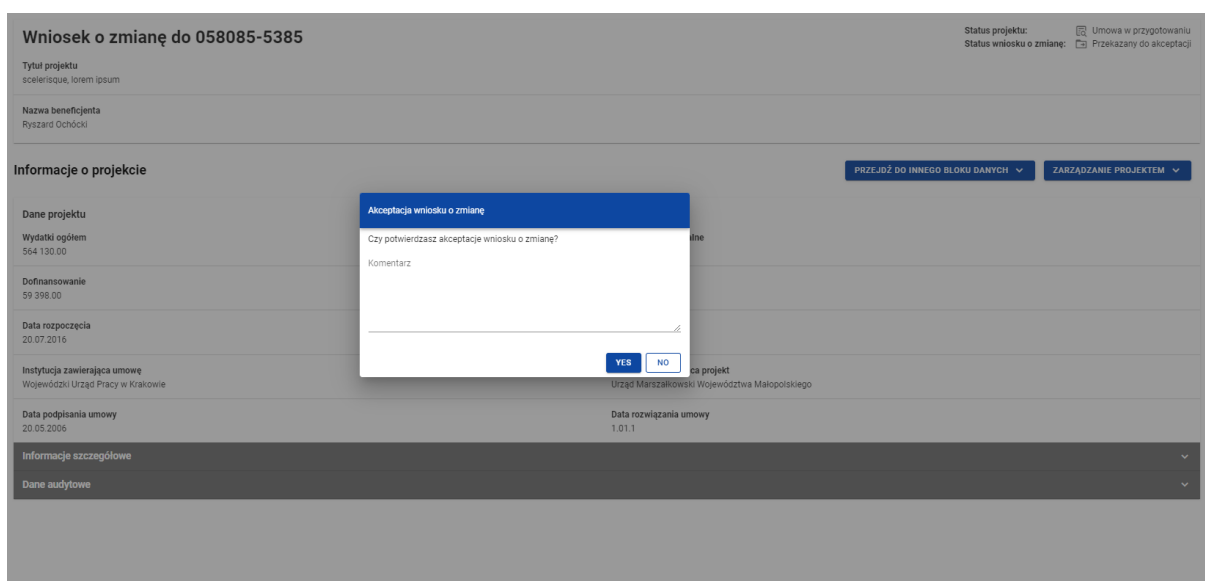 Wniosek o zmianę do 058085-5385
Status projektu: Umowa w przygotowaniu
Status wniosku o zmianę: Przekazany do akceptacji
Tytuł projektu
scelerisque, lorem ipsum
Nazwa beneficjenta
Ryszard Ochócki
Informacje o projekcie
PRZEJDŹ DO INNEGO BLOKU DANYCH
ZARZĄDZANIE PROJEKTEM
Dane projektu
Wydatki ogółem
564 130.00
Dofinansowanie
59 398.00
Data rozpoczęcia
20.07.2016
Akceptacja wniosku o zmianę
Czy potwierdzasz akceptacje wniosku o zmianę?
Komentarz
YES NO
Instytucja zawierająca umowę
Wojewódzki Urząd Pracy w Krakowie
projekt
Urząd Marszałkowski Województwa Małopolskiego
Data podpisania umowy
20.05.2006
Data rozwiązania umowy
1.01.1
Informacje szczegółowe
Dane audytowe